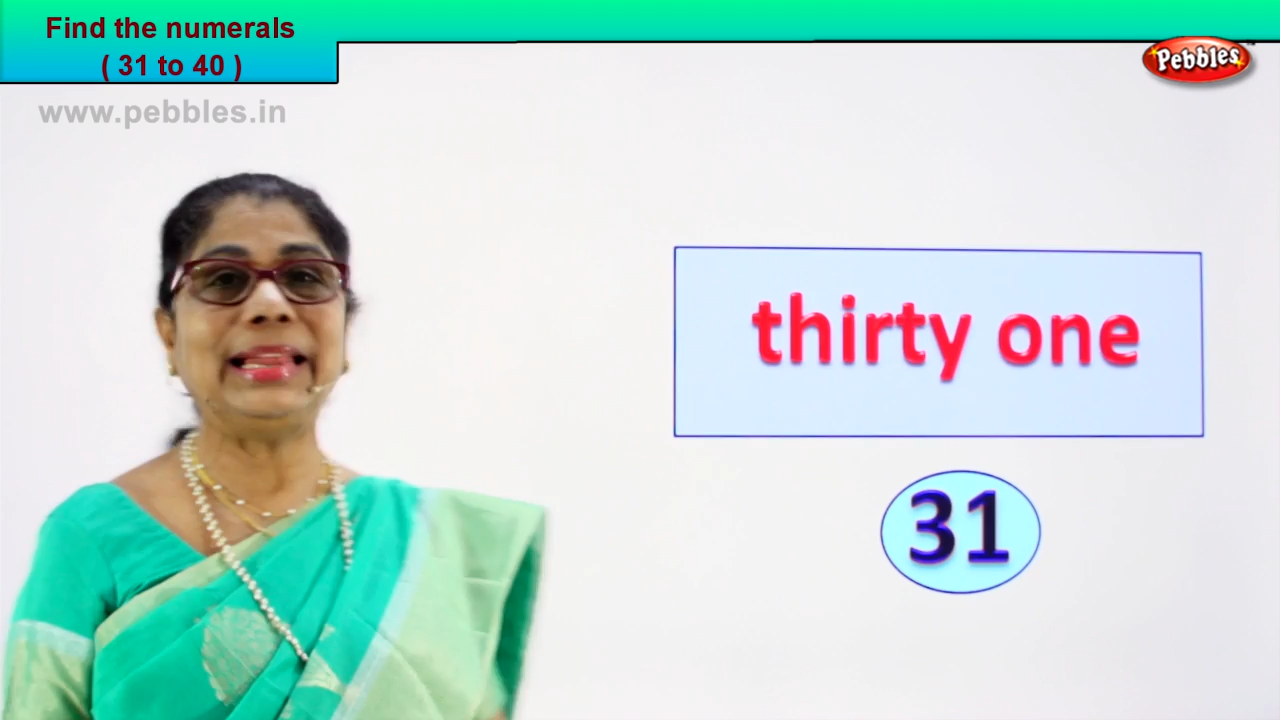 Find the numerals
( 31 to 40 )
www.pebbles.in
Pebbles
thirty one
31